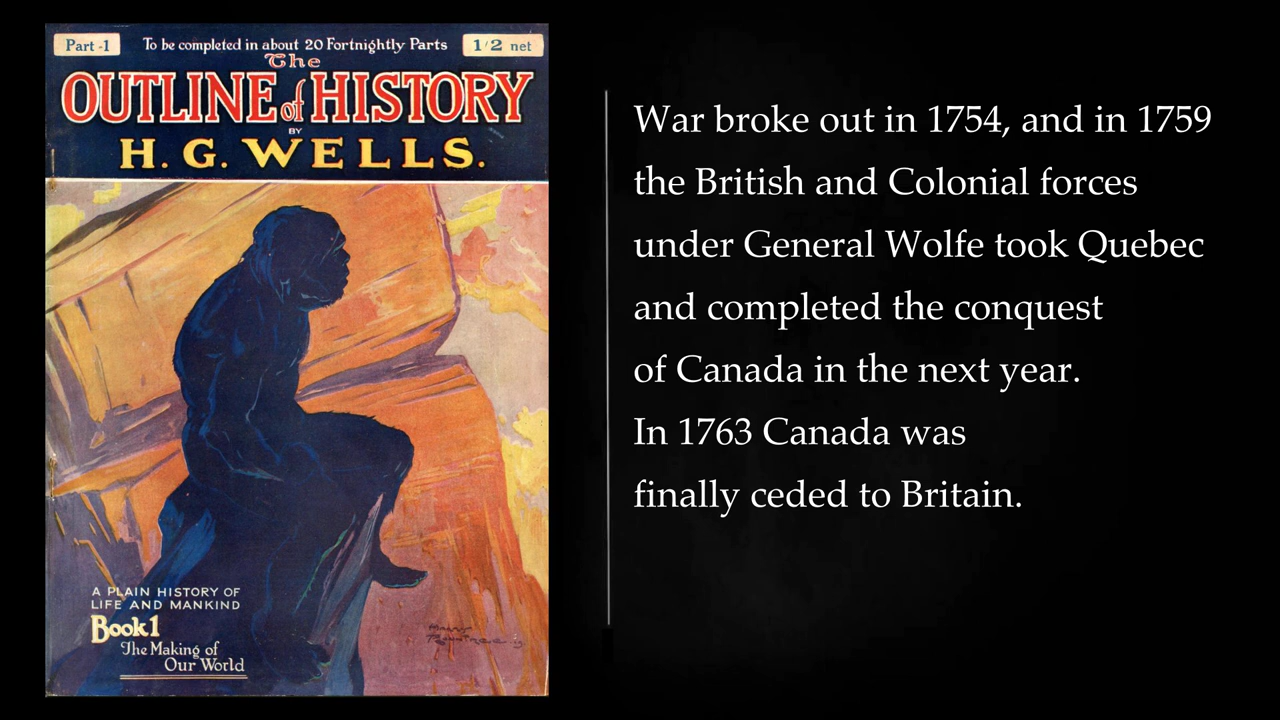 Part -1
To be completed in about 20 Fortnightly Parts
1/2 net
The
OUTLINE of HISTORY
BY
H. G. WELLS.
A PLAIN HISTORY OF
LIFE AND MANKIND
Book 1
The Making of
Our World
War broke out in 1754, and in 1759
the British and Colonial forces
under General Wolfe took Quebec
and completed the conquest
of Canada in the next year.
In 1763 Canada was
finally ceded to Britain.